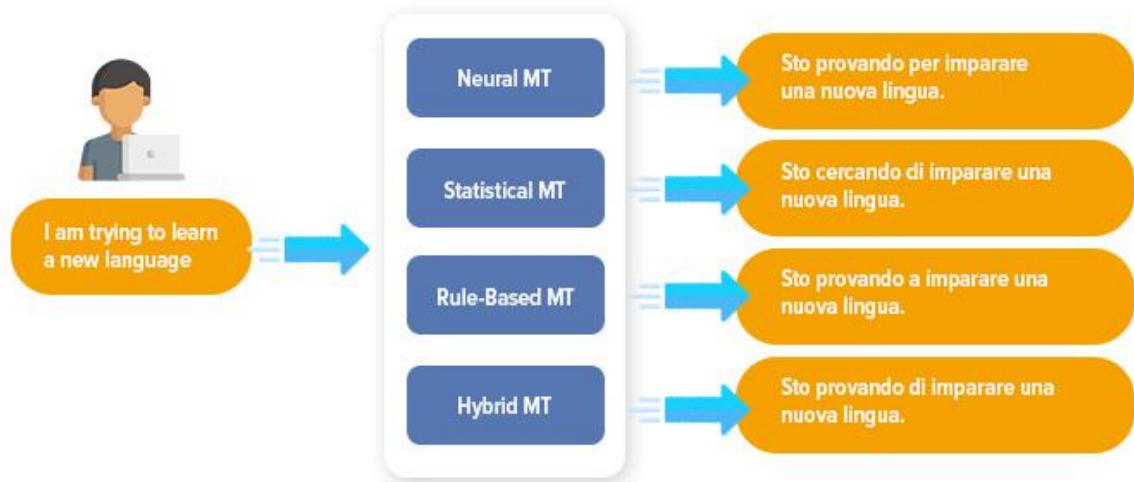 I am trying to learn
a new language
Neural MT
Statistical MT
Rule-Based MT
Hybrid MT
Sto provando per imparare
una nuova lingua.
Sto cercando di imparare una
nuova lingua.
Sto provando a imparare una
nuova lingua.
Sto provando di imparare una
nuova lingua.